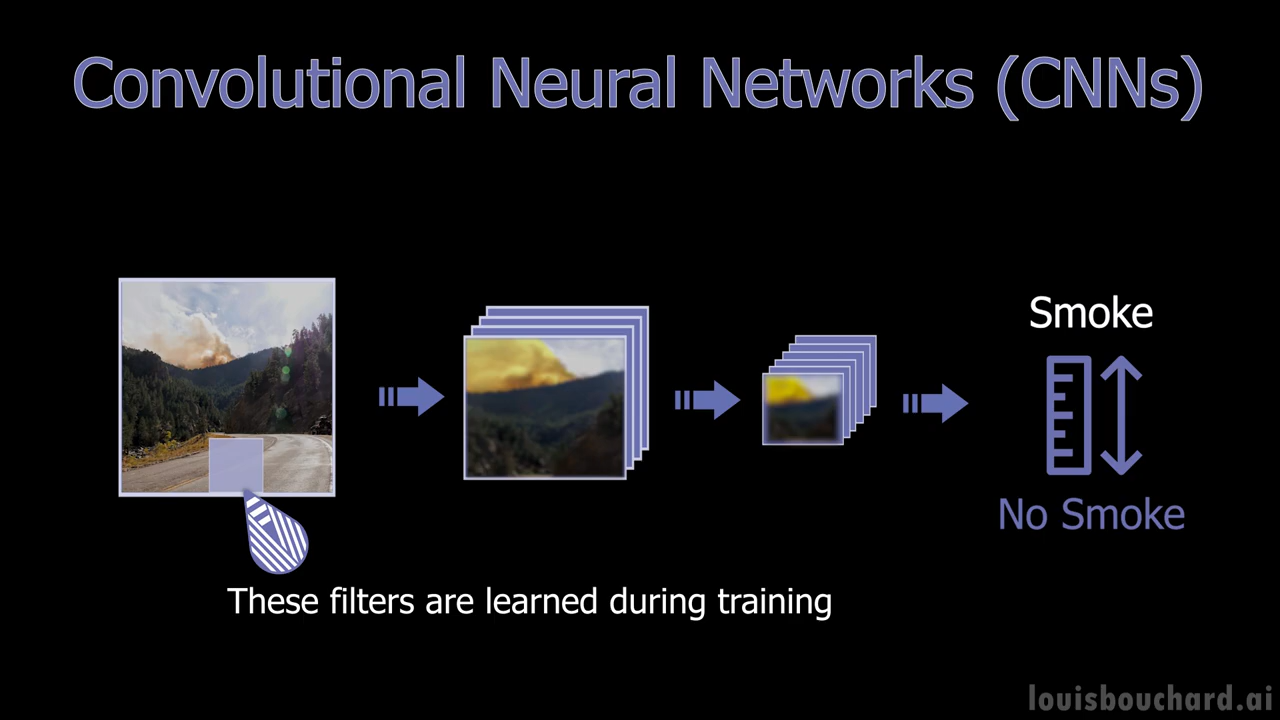 Convolutional Neural Networks (CNNs)
Smoke
No Smoke
These filters are learned during training
louisbouchard.ai